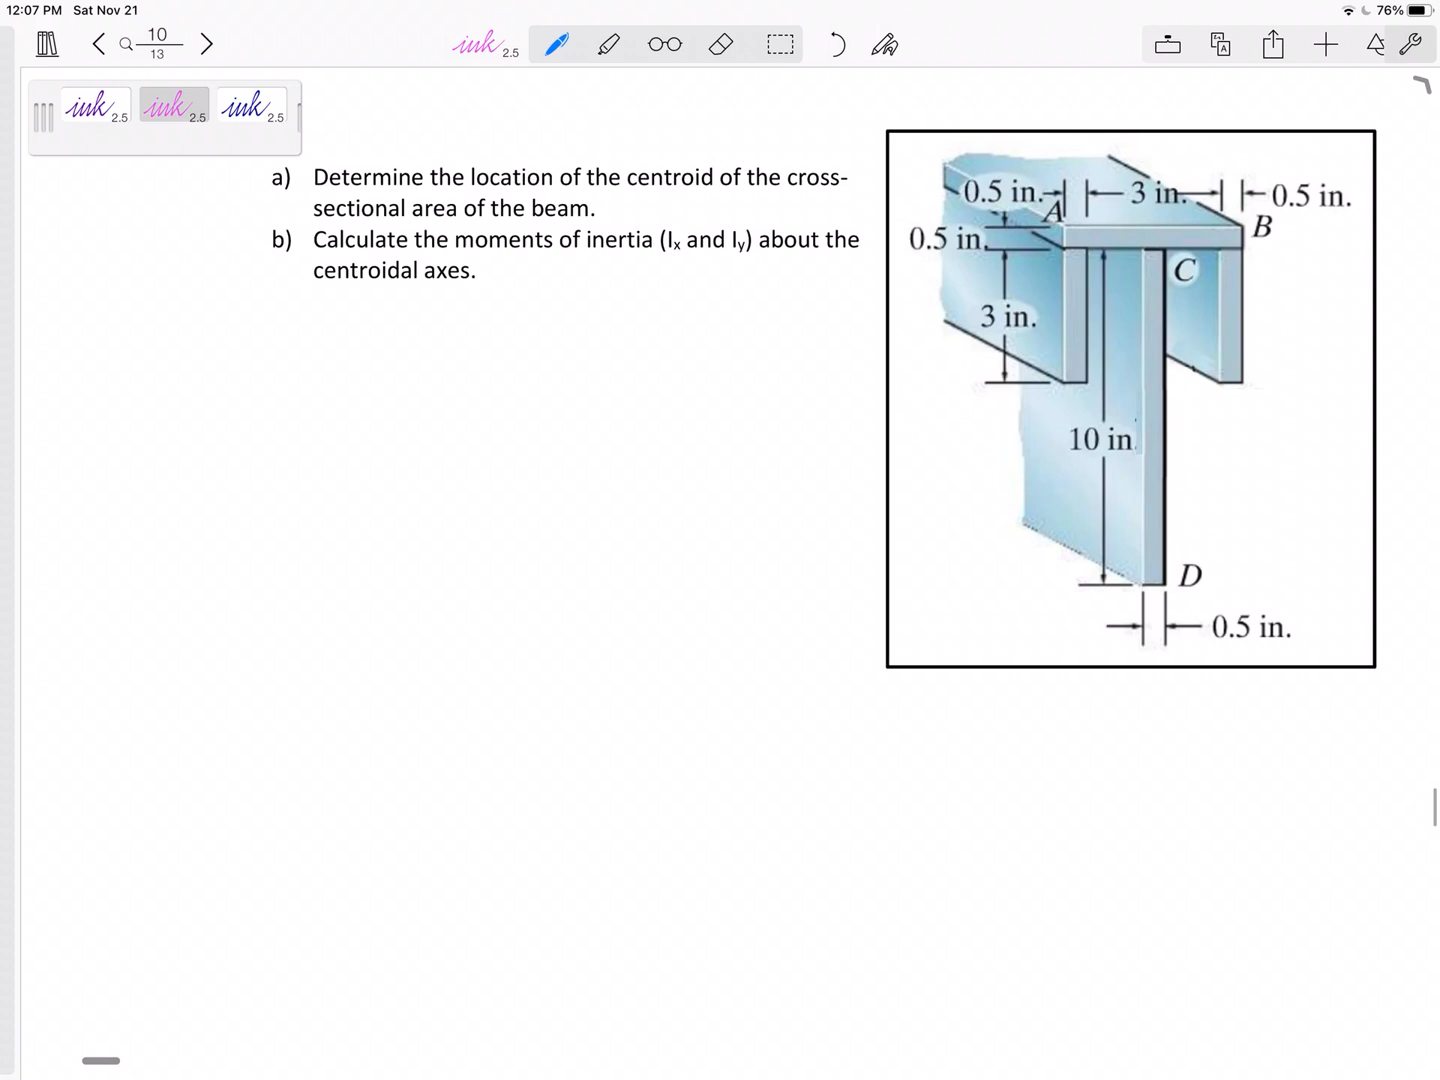 12:07 PM Sat Nov 21
76%
10
13
ink 2.5
ink 2.5
ink 2.5
ink 2.5
a) Determine the location of the centroid of the cross-
sectional area of the beam.
b) Calculate the moments of inertia (Ix and Iy) about the
centroidal axes.
0.5 in. 3 in. 0.5 in.
A B
0.5 in.
C
3 in.
10 in.
D
0.5 in.